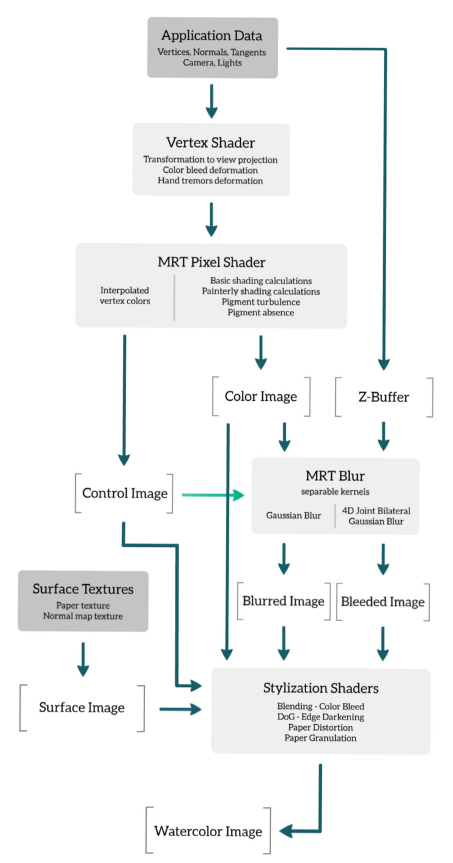 Application Data
Vertices, Normals, Tangents
Camera, Lights
Vertex Shader
Transformation to view projection
Color bleed deformation
Hand tremors deformation
MRT Pixel Shader
Interpolated
vertex colors
Basic shading calculations
Painterly shading calculations
Pigment turbulence
Pigment absence
Color Image
Z-Buffer
Control Image
MRT Blur
separable kernels
Gaussian Blur
4D Joint Bilateral
Gaussian Blur
Surface Textures
Paper texture
Normal map texture
Blurred Image
Bleeded Image
Surface Image
Stylization Shaders
Blending - Color Bleed
DoG - Edge Darkening
Paper Distortion
Paper Granulation
Watercolor Image